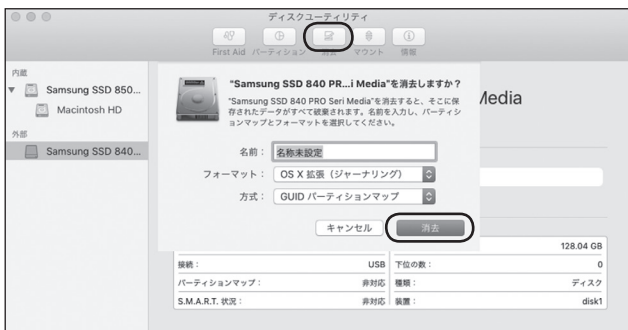 ディスクユーティリティ
First Aid パーティション 消去 マウント 情報
内蔵
Samsung SSD 850...
Macintosh HD
外部
Samsung SSD 840...
"Samsung SSD 840 PR...i Media"を消去しますか？
"Samsung SSD 840 PRO Seri Media"を消去すると、そこに保
存されたデータがすべて破棄されます。名前を入力し、パーティシ
ョンマップとフォーマットを選択してください。
Media
名前： 名称未設定
フォーマット： OS X 拡張（ジャーナリング）
方式： GUID パーティションマップ
キャンセル 消去
128.04 GB
接続： USB 下位の数： 0
パーティションマップ： 非対応 種類： ディスク
S.M.A.R.T. 状況： 非対応 装置： disk1